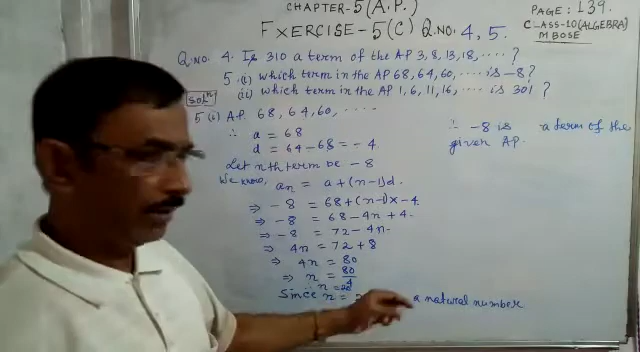 CHAPTER-5(A.P.)
PAGE: 139.
EXERCISE-5(C) Q.NO. 4, 5.
CLASS-10(ALGEBRA)
MBOSE
Q.NO. 4. Is 310 a term of the AP 3, 8, 13, 18, ..... ?
5. (i) which term in the AP 68, 64, 60, ..... is -8?
(ii) which term in the AP 1, 6, 11, 16, ..... is 301 ?
Soln
5 (i) A.P. 68, 64, 60, .....
∴ a = 68
d = 64-68 = -4.
Let nth term be -8
We know, an = a+(n-1)d.
⇒ -8 = 68+(n-1)x-4
⇒ -8 = 68-4n+4.
⇒ -8 = 72-4n.
⇒ 4n = 72+8
⇒ 4n = 80
⇒ n = 80/4
∴ n = 20
Since n = a natural number
∴ -8 is a term of the
given AP.